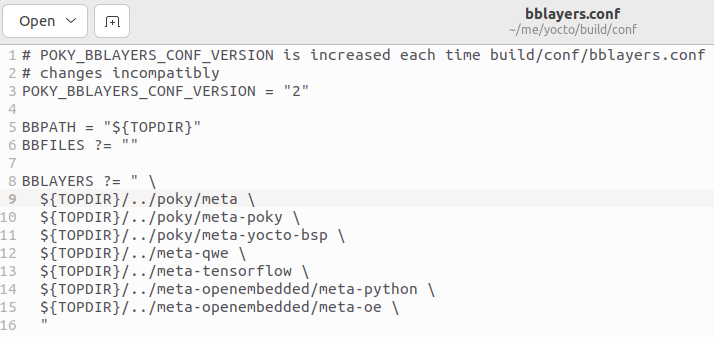 Open
bblayers.conf
~/me/yocto/build/conf
1 # POKY_BBLAYERS_CONF_VERSION is increased each time build/conf/bblayers.conf
2 # changes incompatibly
3 POKY_BBLAYERS_CONF_VERSION = "2"
4
5 BBPATH = "${TOPDIR}"
6 BBFILES ?= ""
7
8 BBLAYERS ?= " \
9   ${TOPDIR}/../poky/meta \
10   ${TOPDIR}/../poky/meta-poky \
11   ${TOPDIR}/../poky/meta-yocto-bsp \
12   ${TOPDIR}/../meta-qwe \
13   ${TOPDIR}/../meta-tensorflow \
14   ${TOPDIR}/../meta-openembedded/meta-python \
15   ${TOPDIR}/../meta-openembedded/meta-oe \
16   "